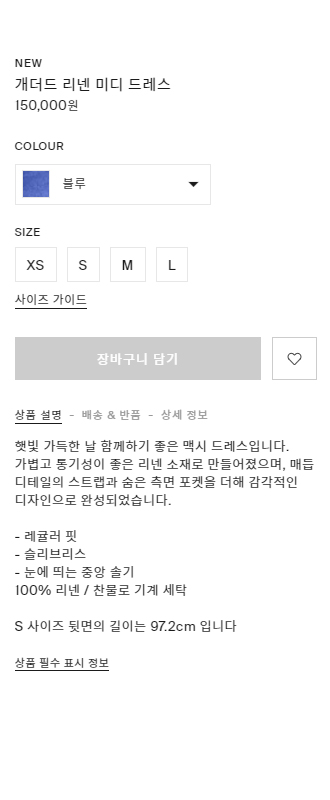 NEW
개더드 리넨 미디 드레스
150,000원
COLOUR
블루
SIZE
XS S M L
사이즈 가이드
장바구니 담기
상품 설명 - 배송 & 반품 - 상세 정보
햇빛 가득한 날 함께하기 좋은 맥시 드레스입니다.
가볍고 통기성이 좋은 리넨 소재로 만들어졌으며, 매듭
디테일의 스트랩과 숨은 측면 포켓을 더해 감각적인
디자인으로 완성되었습니다.
- 레귤러 핏
- 슬리브리스
- 눈에 띄는 중앙 솔기
100% 리넨 / 찬물로 기계 세탁
S 사이즈 뒷면의 길이는 97.2cm 입니다
상품 필수 표시 정보